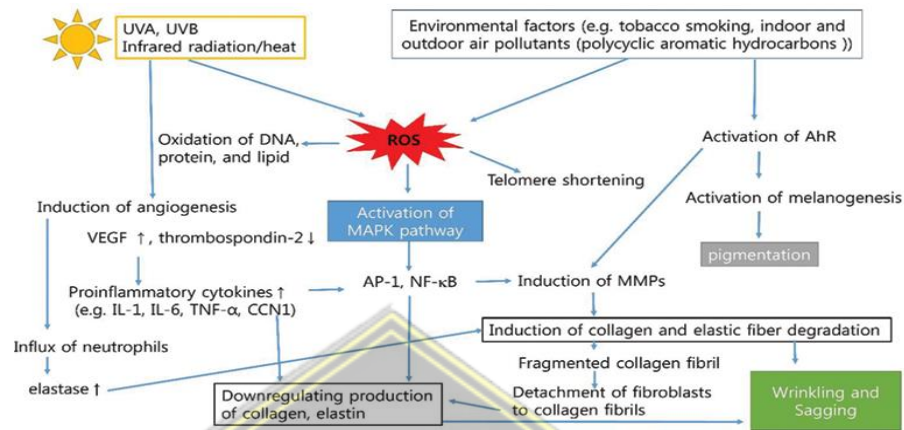 UVA, UVB
Infrared radiation/heat
Environmental factors (e.g. tobacco smoking, indoor and
outdoor air pollutants (polycyclic aromatic hydrocarbons ))
ROS
Oxidation of DNA,
protein, and lipid
Telomere shortening
Activation of AhR
Activation of melanogenesis
pigmentation
Induction of angiogenesis
VEGF ↑, thrombospondin-2 ↓
Activation of
MAPK pathway
Proinflammatory cytokines ↑
(e.g. IL-1, IL-6, TNF-α, CCN1)
AP-1, NF-κB
Induction of MMPs
Induction of collagen and elastic fiber degradation
Influx of neutrophils
elastase ↑
Fragmented collagen fibril
Detachment of fibroblasts
to collagen fibrils
Downregulating production
of collagen, elastin
Wrinkling and
Sagging